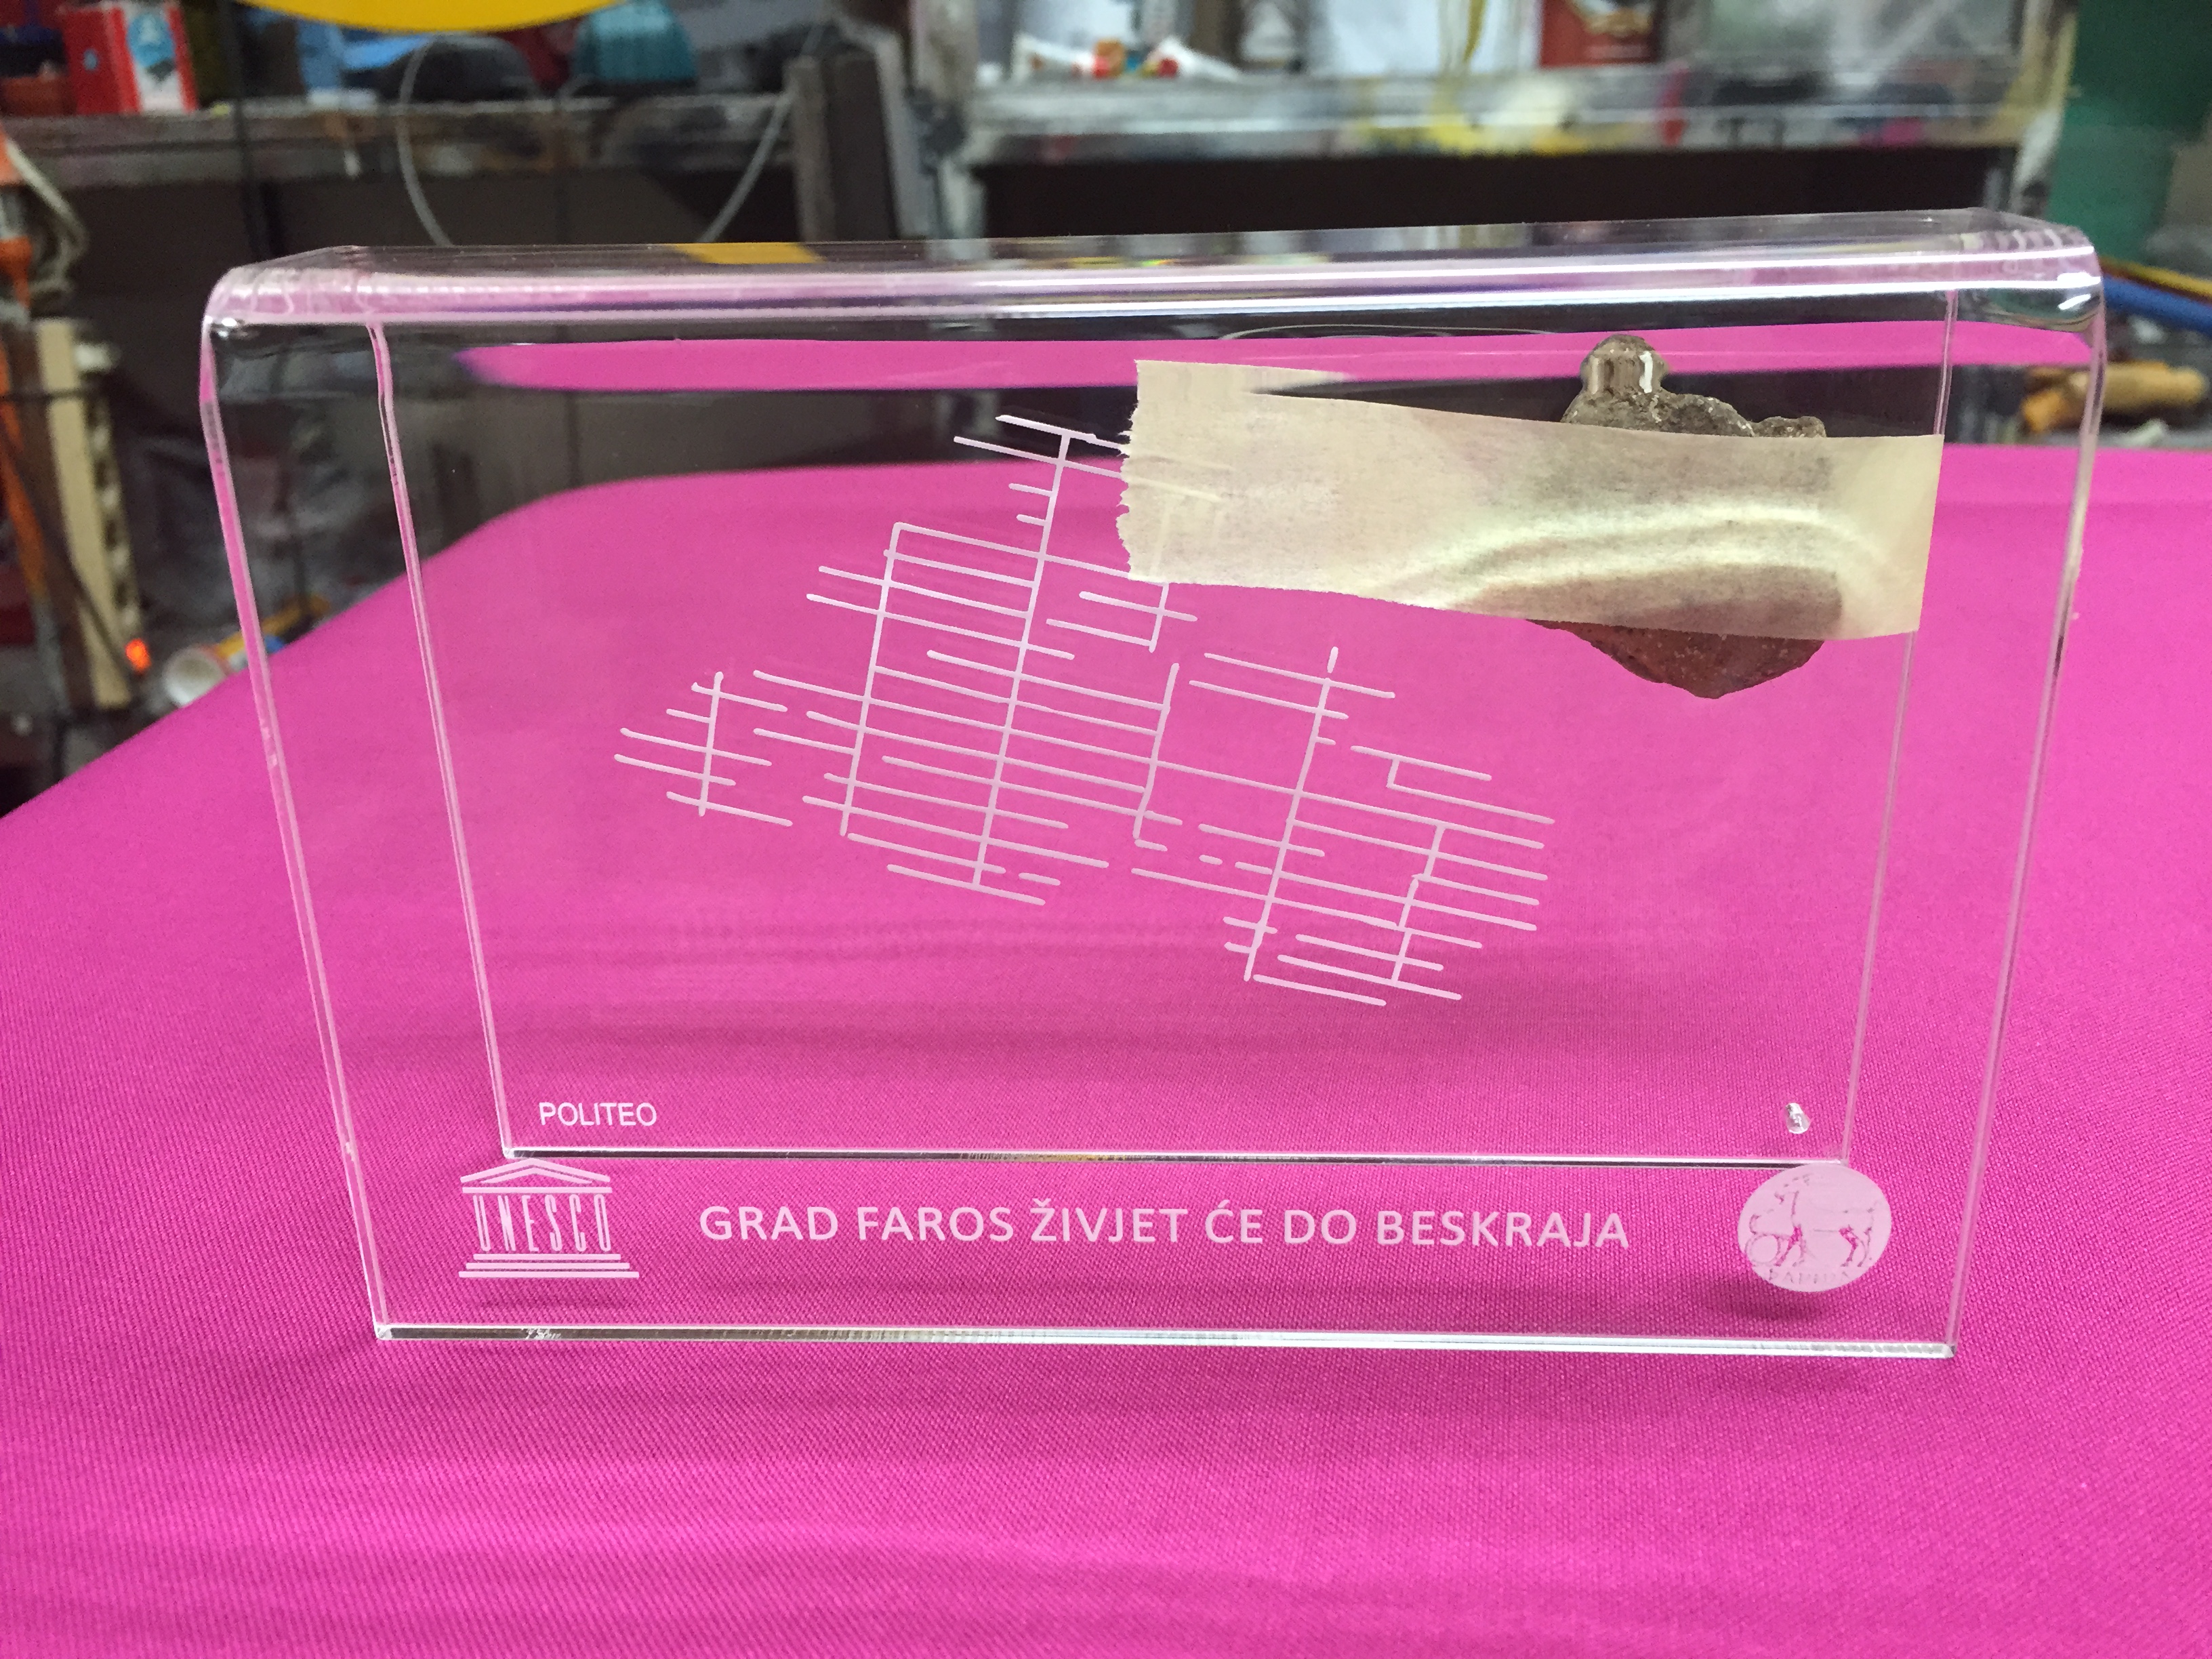 POLITEO
UNESCO
GRAD FAROS ŽIVJET ĆE DO BESKRAJA